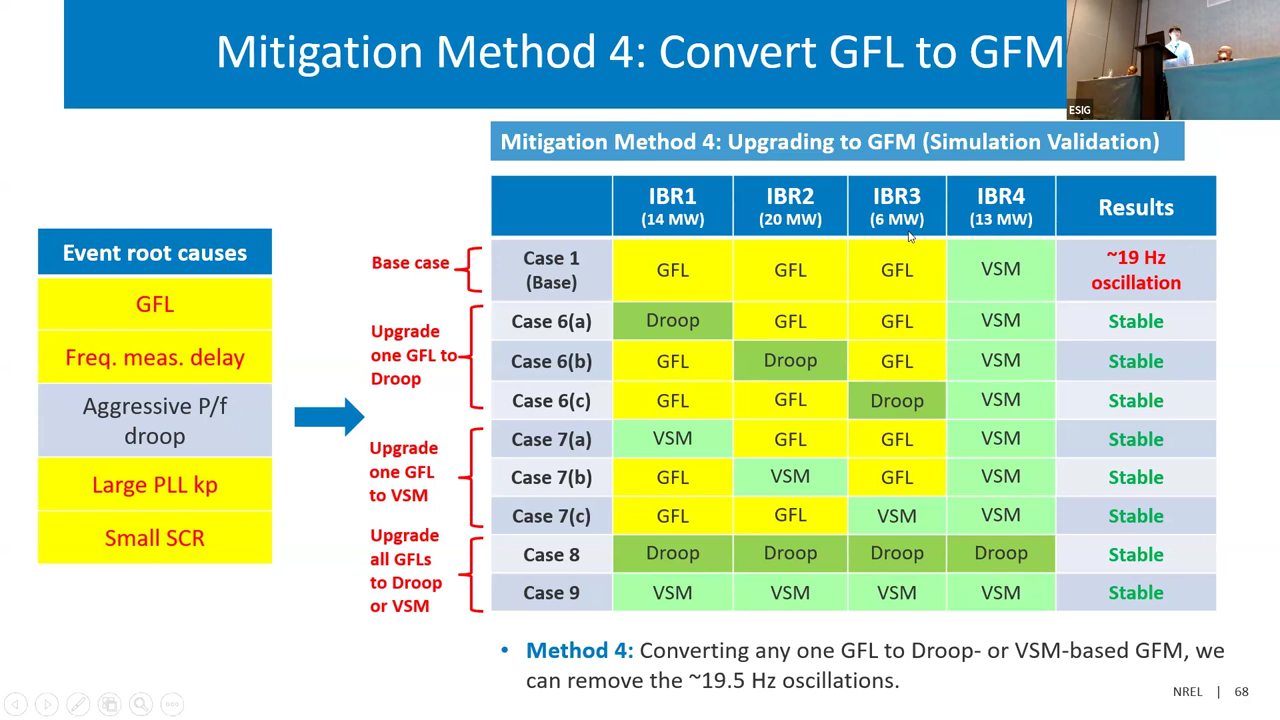 Mitigation Method 4: Convert GFL to GFM
ESIG
Mitigation Method 4: Upgrading to GFM (Simulation Validation)
Event root causes
GFL
Freq. meas. delay
Aggressive P/f
droop
Large PLL kp
Small SCR
Base case
Upgrade
one GFL to
Droop
Upgrade
one GFL
to VSM
Upgrade
all GFLs
to Droop
or VSM
IBR1 IBR2 IBR3 IBR4 Results
(14 MW) (20 MW) (6 MW) (13 MW)
Case 1 (Base) GFL GFL GFL VSM ~19 Hz oscillation
Case 6(a) Droop GFL GFL VSM Stable
Case 6(b) GFL Droop GFL VSM Stable
Case 6(c) GFL GFL Droop VSM Stable
Case 7(a) VSM GFL GFL VSM Stable
Case 7(b) GFL VSM GFL VSM Stable
Case 7(c) GFL GFL VSM VSM Stable
Case 8 Droop Droop Droop Droop Stable
Case 9 VSM VSM VSM VSM Stable
• Method 4: Converting any one GFL to Droop- or VSM-based GFM, we
can remove the ~19.5 Hz oscillations.
NREL | 68